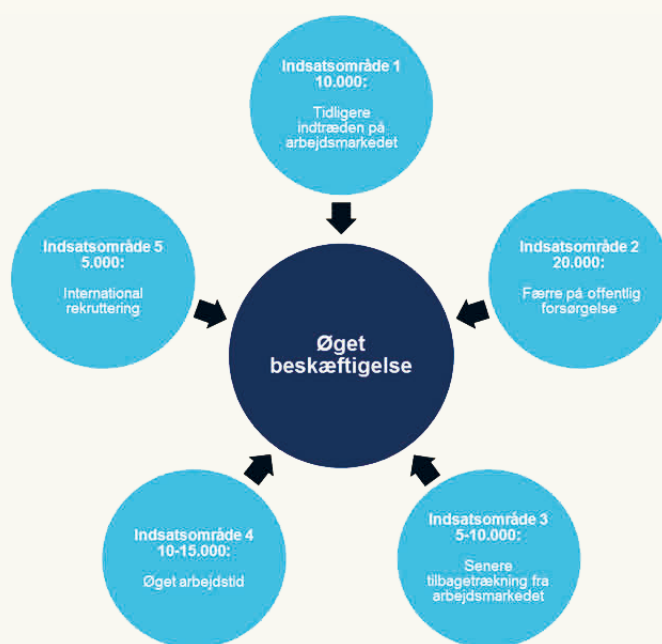 Indsatsområde 1
10.000:
Tidligere
indtræden på
arbejdsmarkedet
Indsatsområde 5
5.000:
International
rekruttering
Indsatsområde 2
20.000:
Færre på offentlig
forsørgelse
Øget
beskæftigelse
Indsatsområde 4
10-15.000:
Øget arbejdstid
Indsatsområde 3
5-10.000:
Senere
tilbagetrækning fra
arbejdsmarkedet